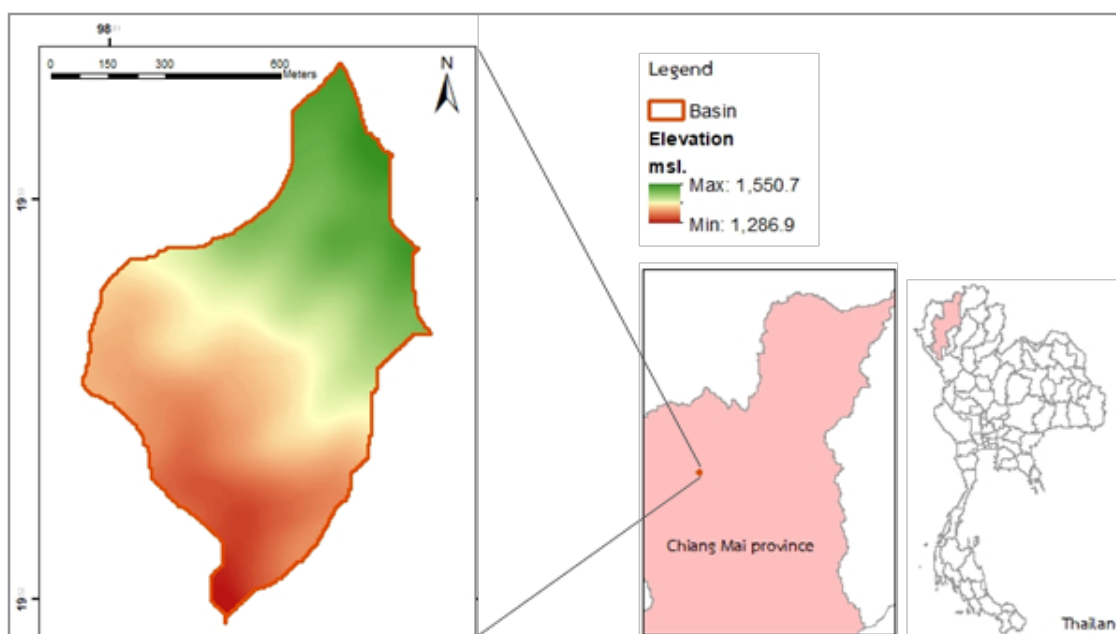 98
0 150 300 600
Meters
N
19
19
Legend
Basin
Elevation
msl.
Max: 1,550.7
Min: 1,286.9
Chiang Mai province
Thailan